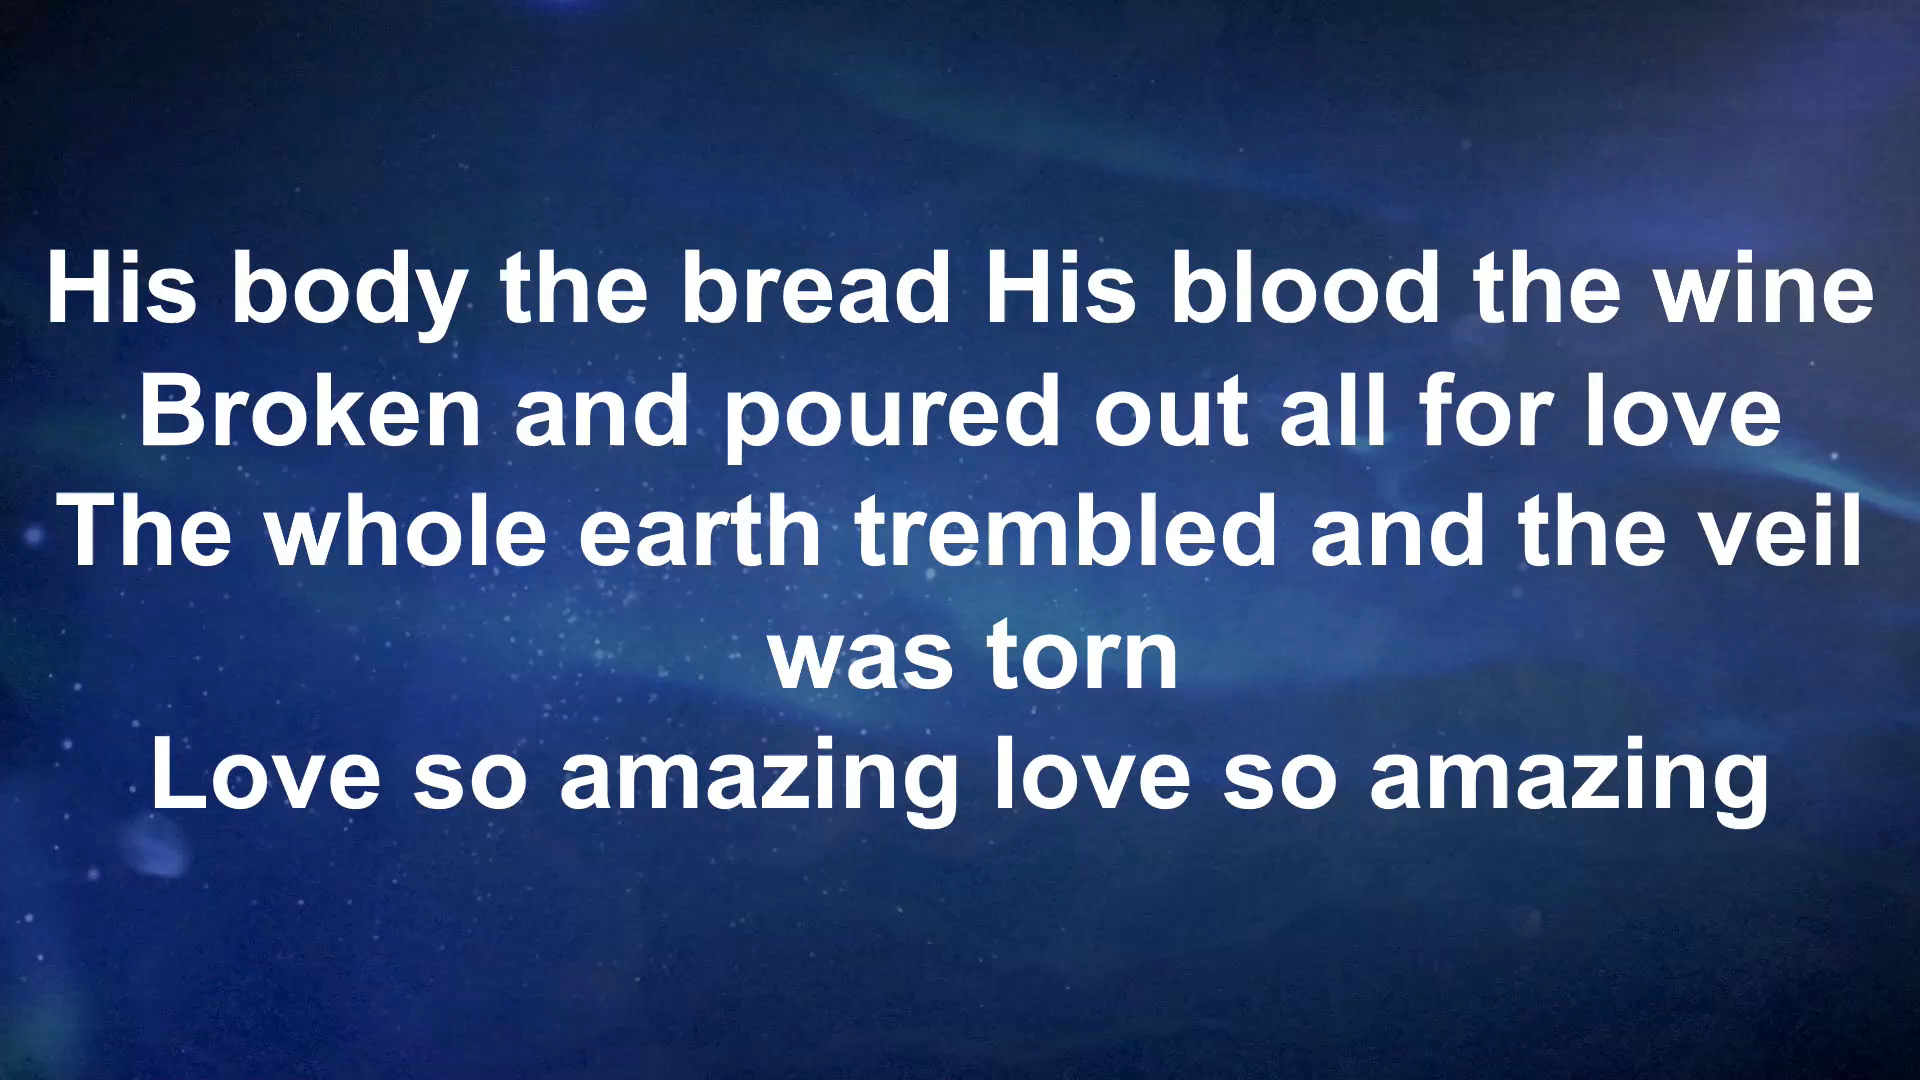 His body the bread His blood the wine
Broken and poured out all for love
The whole earth trembled and the veil
was torn
Love so amazing love so amazing